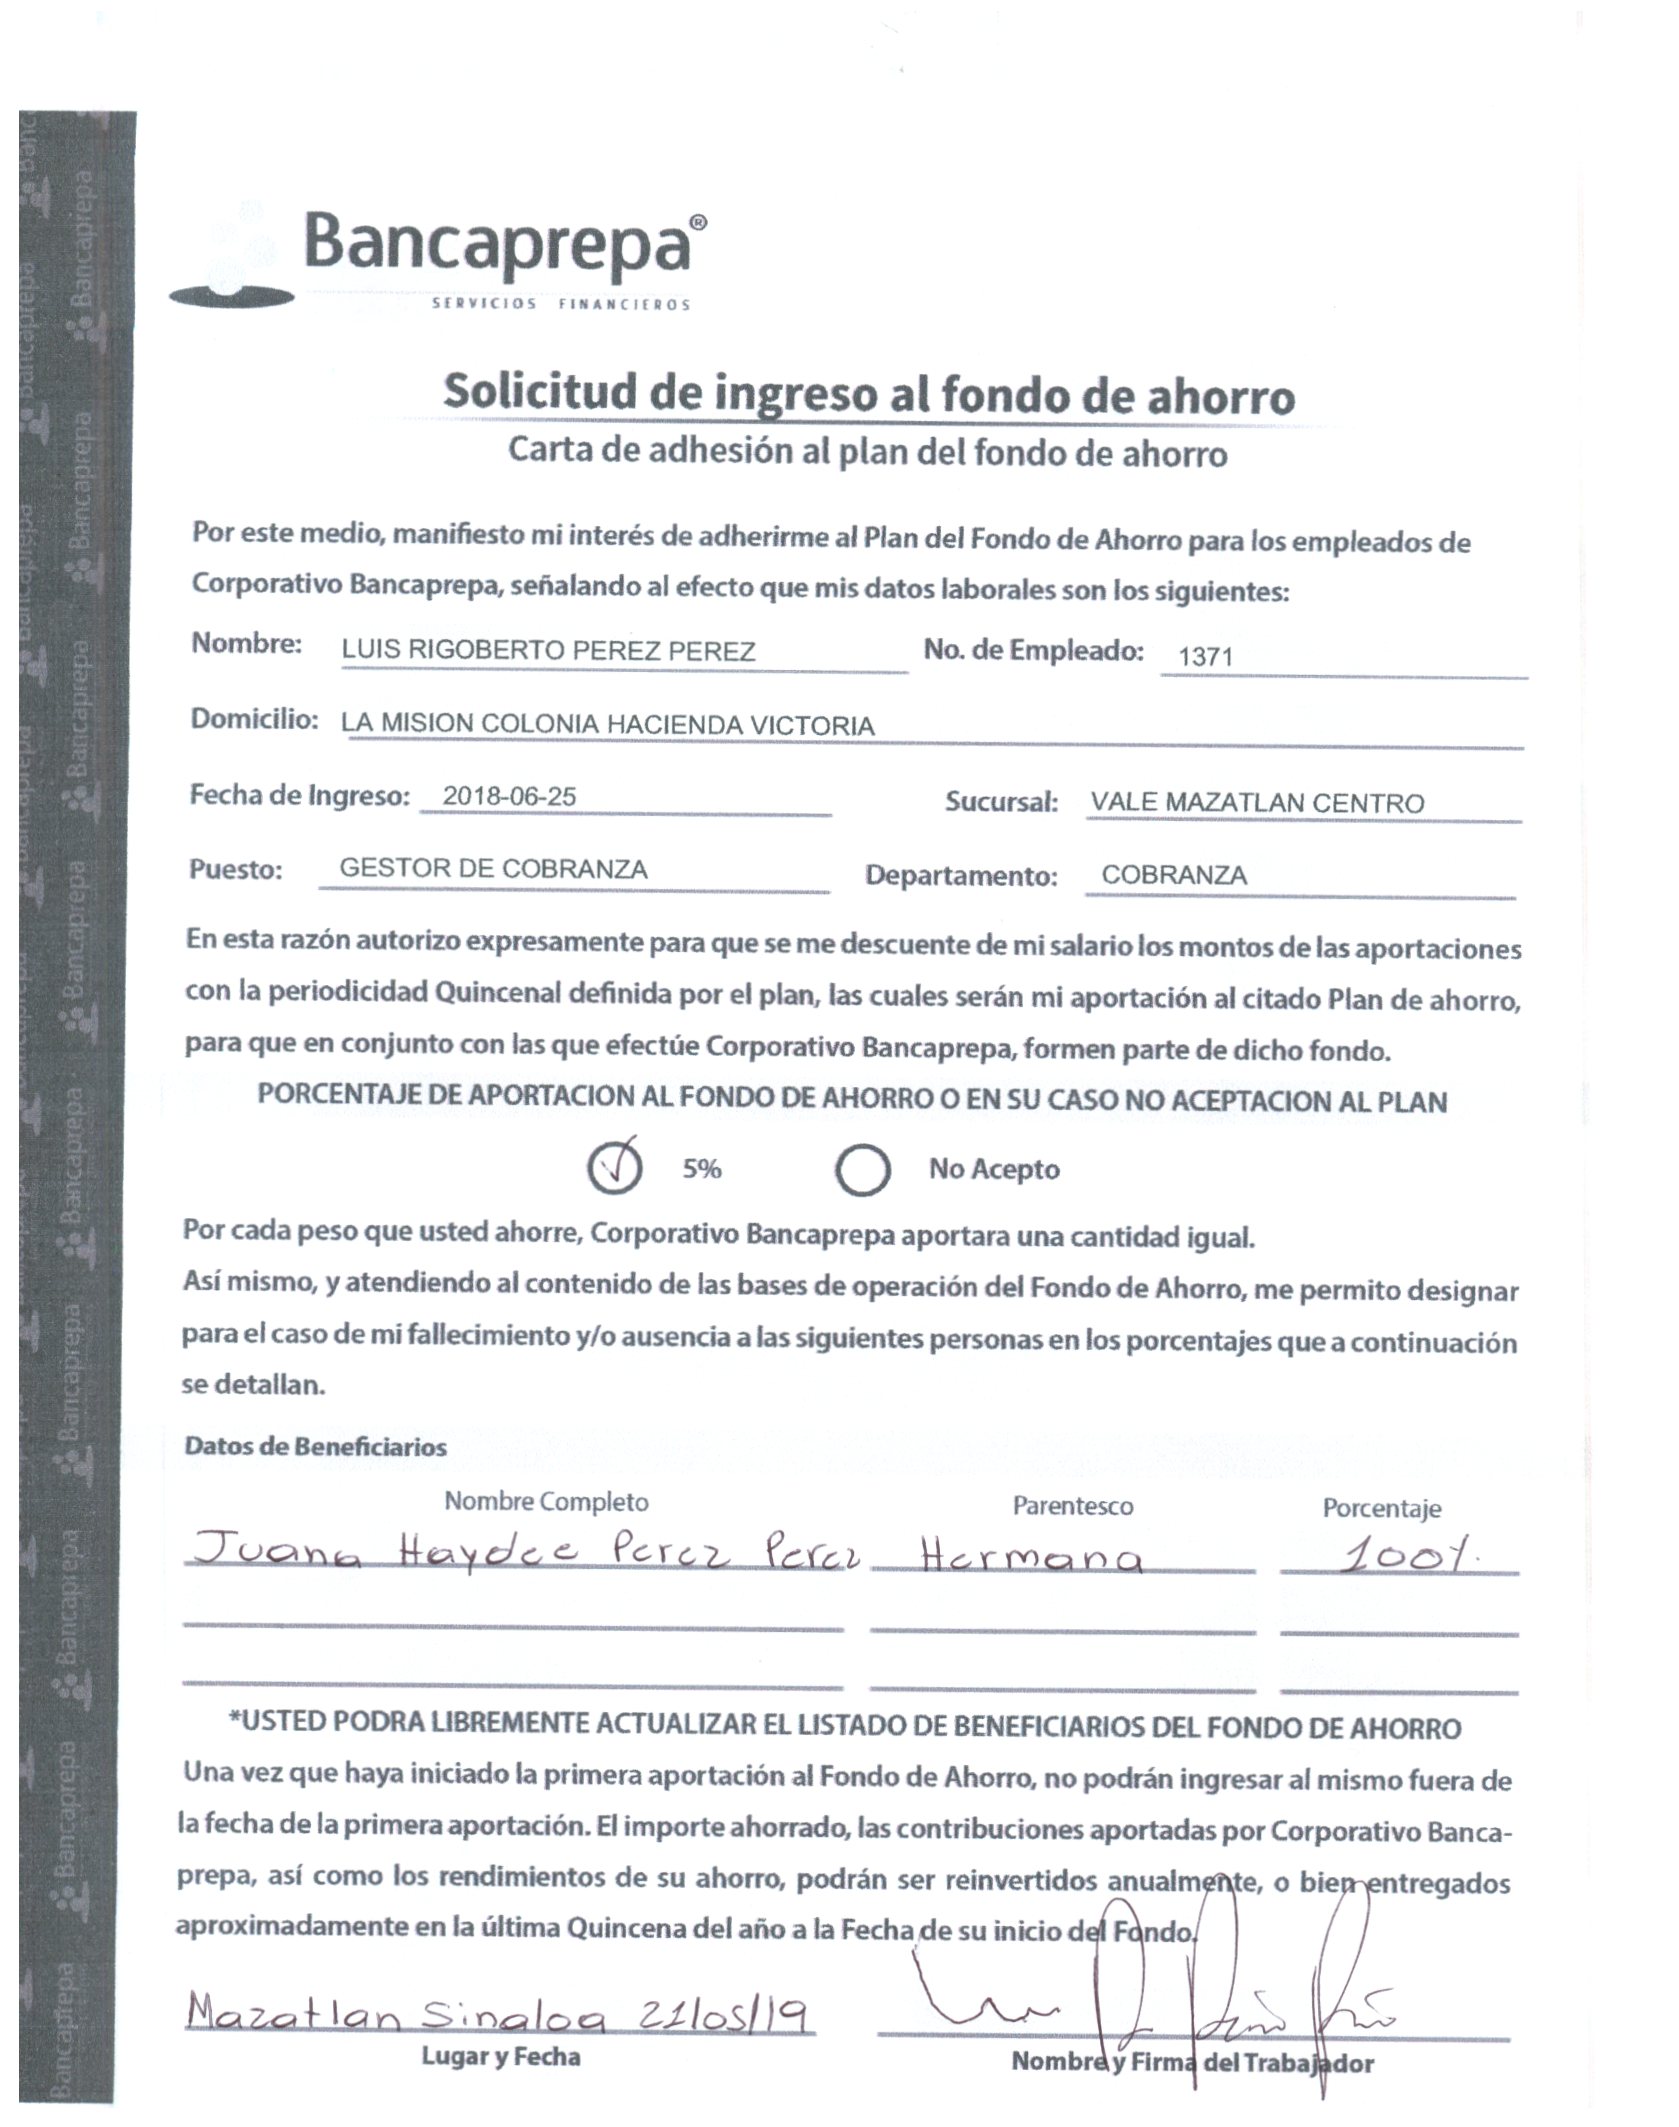 Bancaprepa®
SERVICIOS FINANCIEROS
Solicitud de ingreso al fondo de ahorro
Carta de adhesión al plan del fondo de ahorro
Por este medio, manifiesto mi interés de adherirme al Plan del Fondo de Ahorro para los empleados de
Corporativo Bancaprepa, señalando al efecto que mis datos laborales son los siguientes:
Nombre: LUIS RIGOBERTO PEREZ PEREZ No. de Empleado: 1371
Domicilio: LA MISION COLONIA HACIENDA VICTORIA
Fecha de Ingreso: 2018-06-25 Sucursal: VALE MAZATLAN CENTRO
Puesto: GESTOR DE COBRANZA Departamento: COBRANZA
En esta razón autorizo expresamente para que se me descuente de mi salario los montos de las aportaciones
con la periodicidad Quincenal definida por el plan, las cuales serán mi aportación al citado Plan de ahorro,
para que en conjunto con las que efectúe Corporativo Bancaprepa, formen parte de dicho fondo.
PORCENTAJE DE APORTACION AL FONDO DE AHORRO O EN SU CASO NO ACEPTACION AL PLAN
5% No Acepto
Por cada peso que usted ahorre, Corporativo Bancaprepa aportara una cantidad igual.
Así mismo, y atendiendo al contenido de las bases de operación del Fondo de Ahorro, me permito designar
para el caso de mi fallecimiento y/o ausencia a las siguientes personas en los porcentajes que a continuación
se detallan.
Datos de Beneficiarios
Nombre Completo Parentesco Porcentaje
Juana Haydee Perez Perez Hermana 100%
*USTED PODRA LIBREMENTE ACTUALIZAR EL LISTADO DE BENEFICIARIOS DEL FONDO DE AHORRO
Una vez que haya iniciado la primera aportación al Fondo de Ahorro, no podrán ingresar al mismo fuera de
la fecha de la primera aportación. El importe ahorrado, las contribuciones aportadas por Corporativo Banca-
prepa, así como los rendimientos de su ahorro, podrán ser reinvertidos anualmente, o bien entregados
aproximadamente en la última Quincena del año a la Fecha de su inicio del Fondo.
Mazatlan Sinaloa 21/05/19
Lugar y Fecha Nombre y Firma del Trabajador